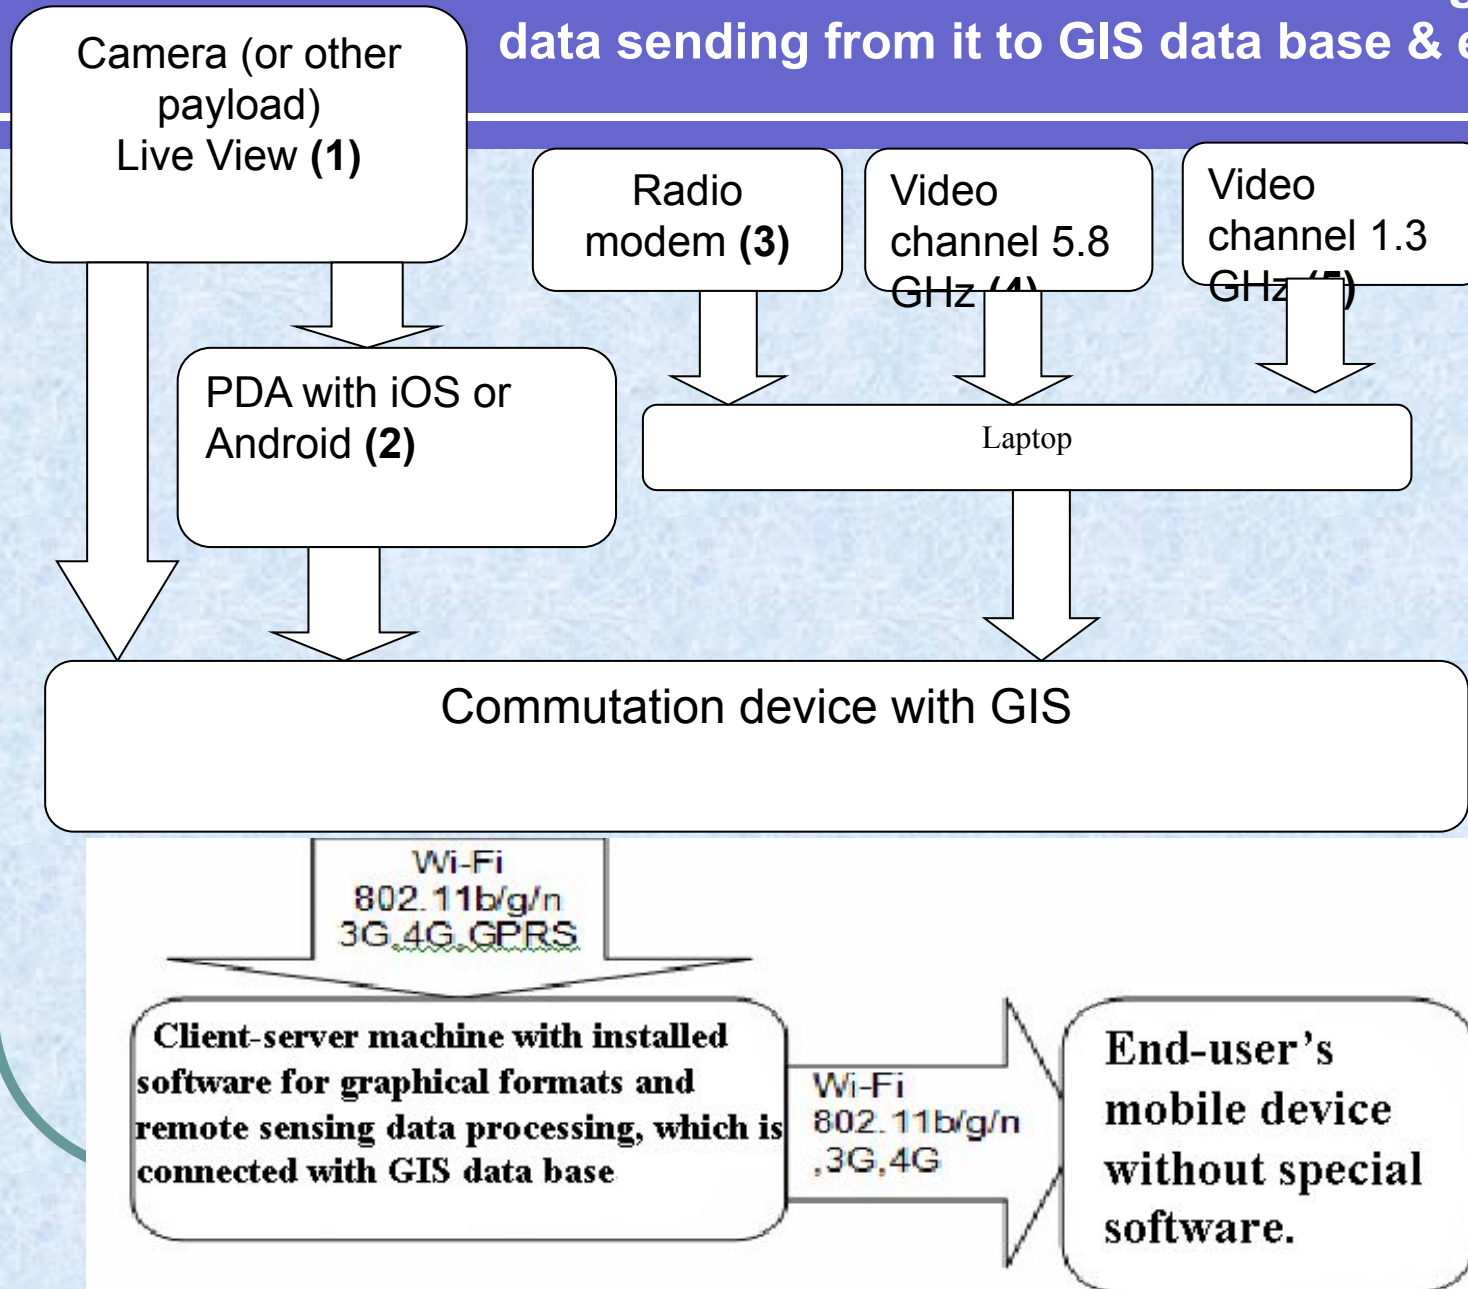 data sending from it to GIS data base &
Camera (or other
payload)
Live View (1)
Radio
modem (3)
Video
channel 5.8
GHz (4)
Video
channel 1.3
GHz (5)
PDA with iOS or
Android (2)
Laptop
Commutation device with GIS
Wi-Fi
802.11b/g/n
3G,4G,GPRS
Client-server machine with installed
software for graphical formats and
remote sensing data processing, which is
connected with GIS data base
Wi-Fi
802.11b/g/n
,3G,4G
End-user’s
mobile device
without special
software.